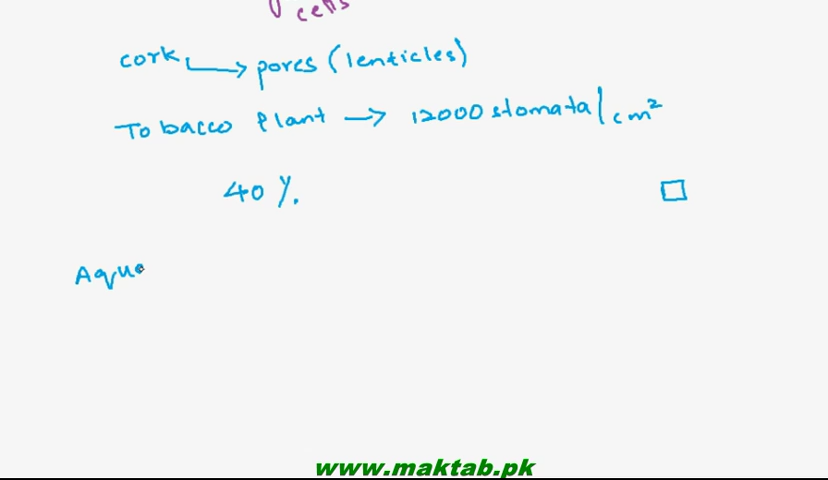 cells
cork → pores (lenticles)
Tobacco Plant → 12000 stomata/cm²
40 %.
Aque
www.maktab.pk